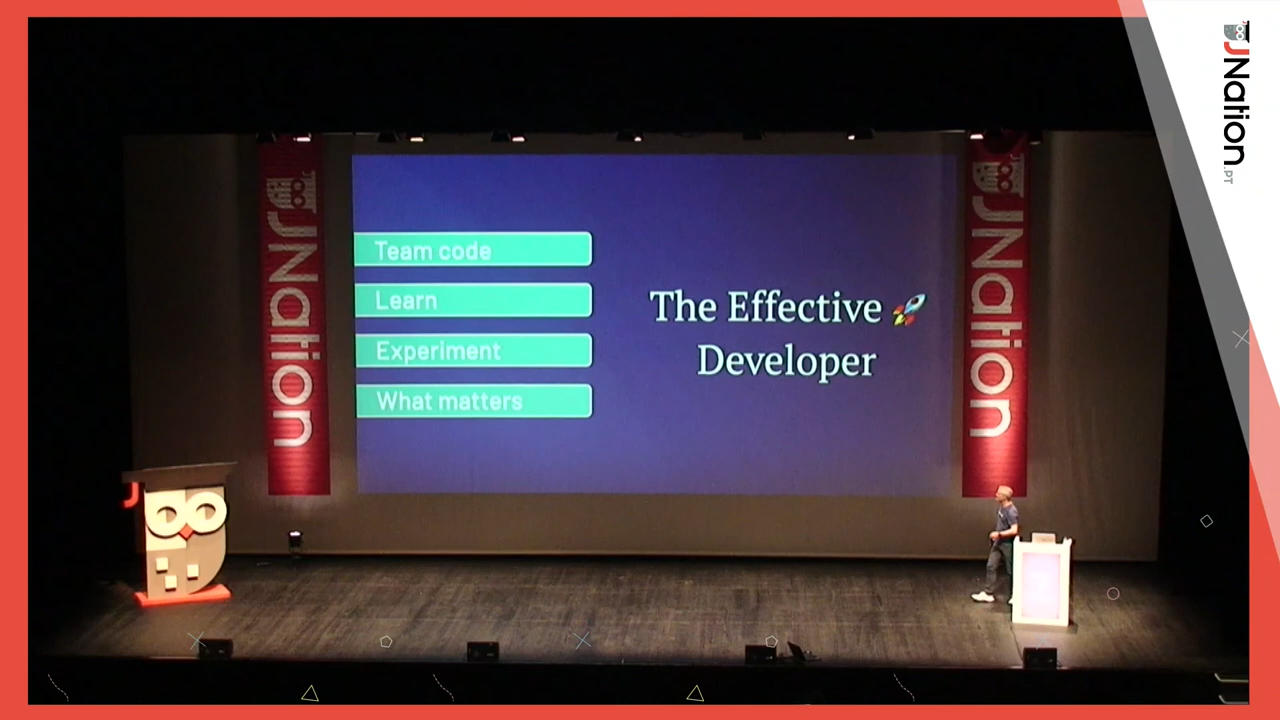 Team code
Learn
Experiment
What matters
The Effective 🚀
Developer
JNation
JNation
JNation.PT